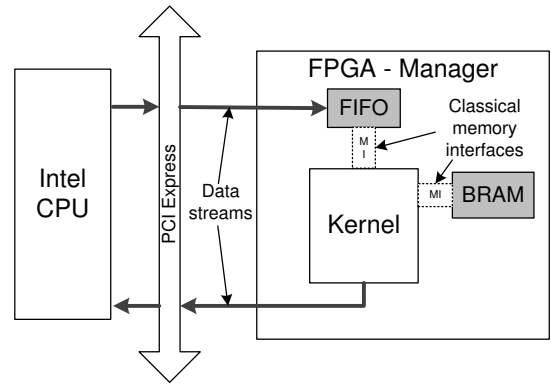 FPGA - Manager
FIFO
Classical
memory
interfaces
M
I
Intel
CPU
PCI Express
Data
streams
Kernel
MI
BRAM